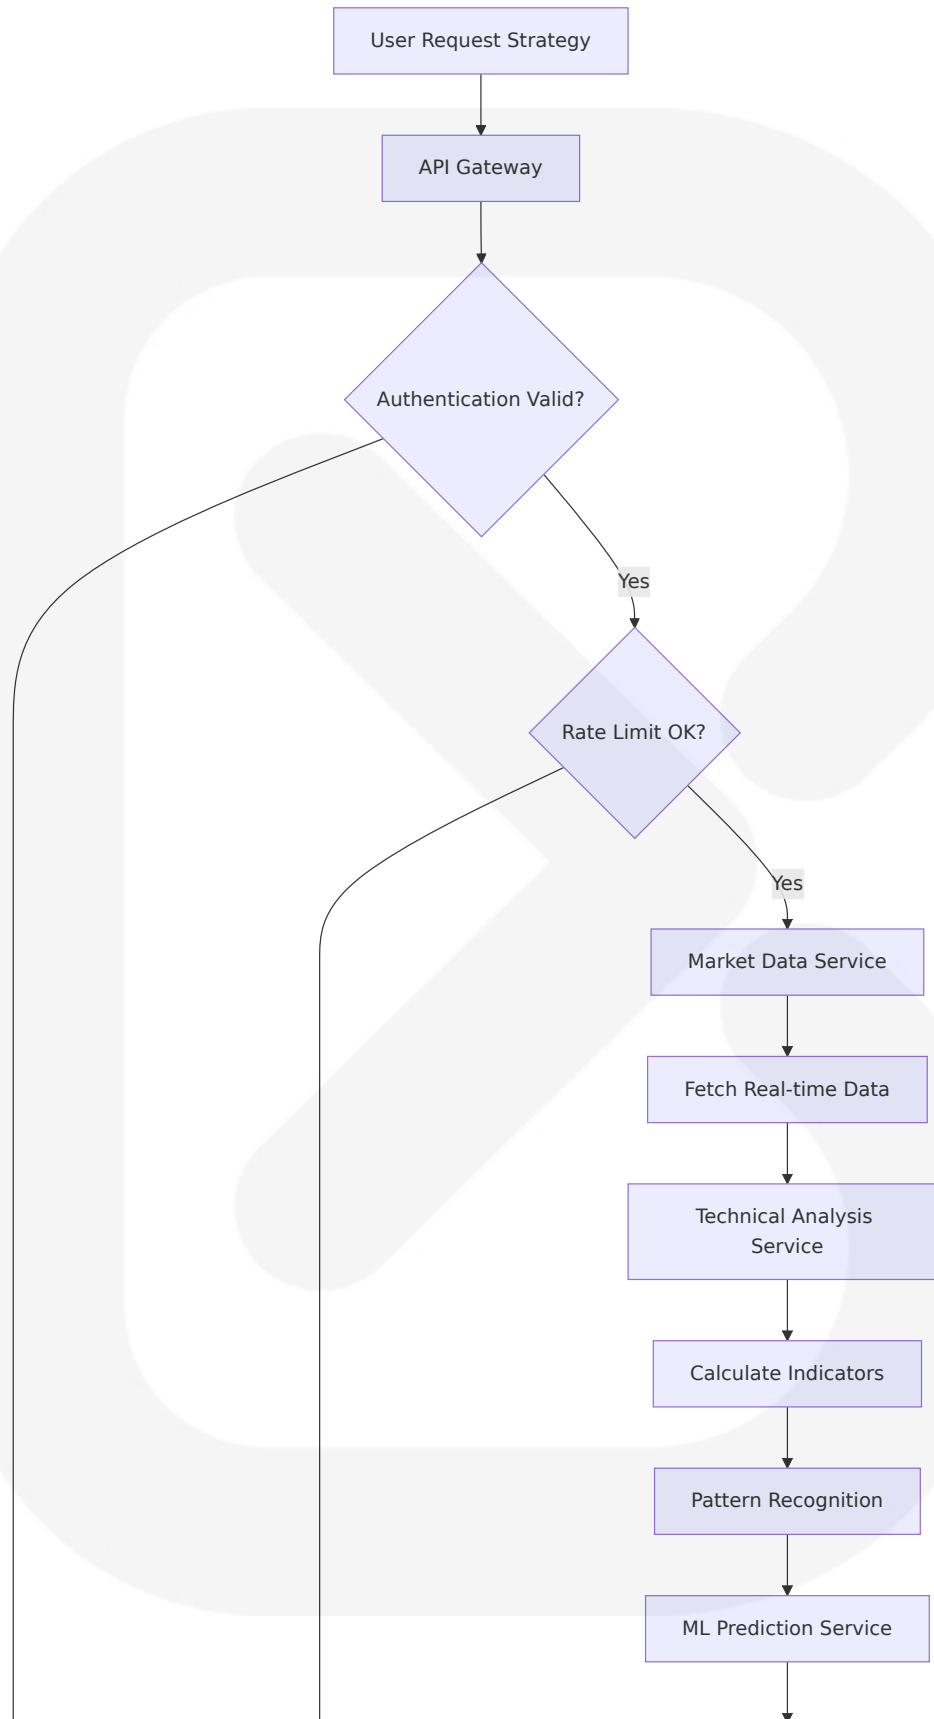 User Request Strategy
API Gateway
Authentication Valid?
Yes
Rate Limit OK?
Yes
Market Data Service
Fetch Real-time Data
Technical Analysis
Service
Calculate Indicators
Pattern Recognition
ML Prediction Service